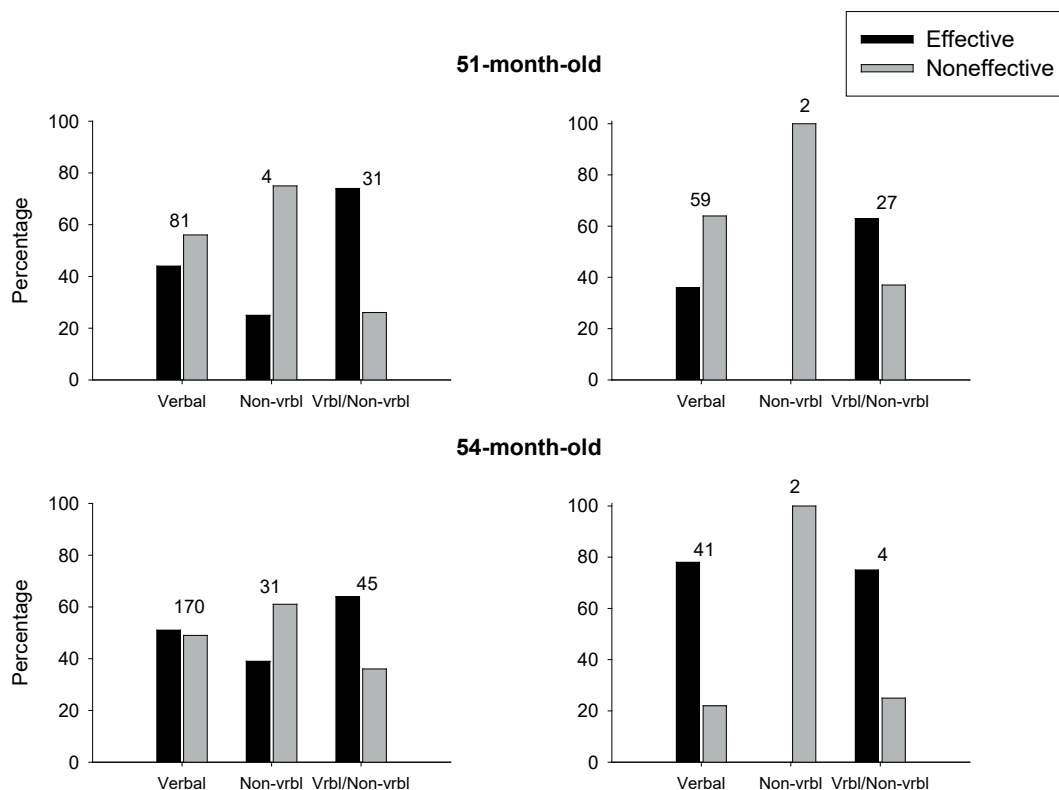 Effective
Noneffective
51-month-old
Percentage
100
80
60
40
20
0
81
4
31
Verbal
Non-vrbl
Vrbl/Non-vrbl
100
80
60
40
20
0
59
2
27
Verbal
Non-vrbl
Vrbl/Non-vrbl
54-month-old
Percentage
100
80
60
40
20
0
170
31
45
Verbal
Non-vrbl
Vrbl/Non-vrbl
100
80
60
40
20
0
41
2
4
Verbal
Non-vrbl
Vrbl/Non-vrbl